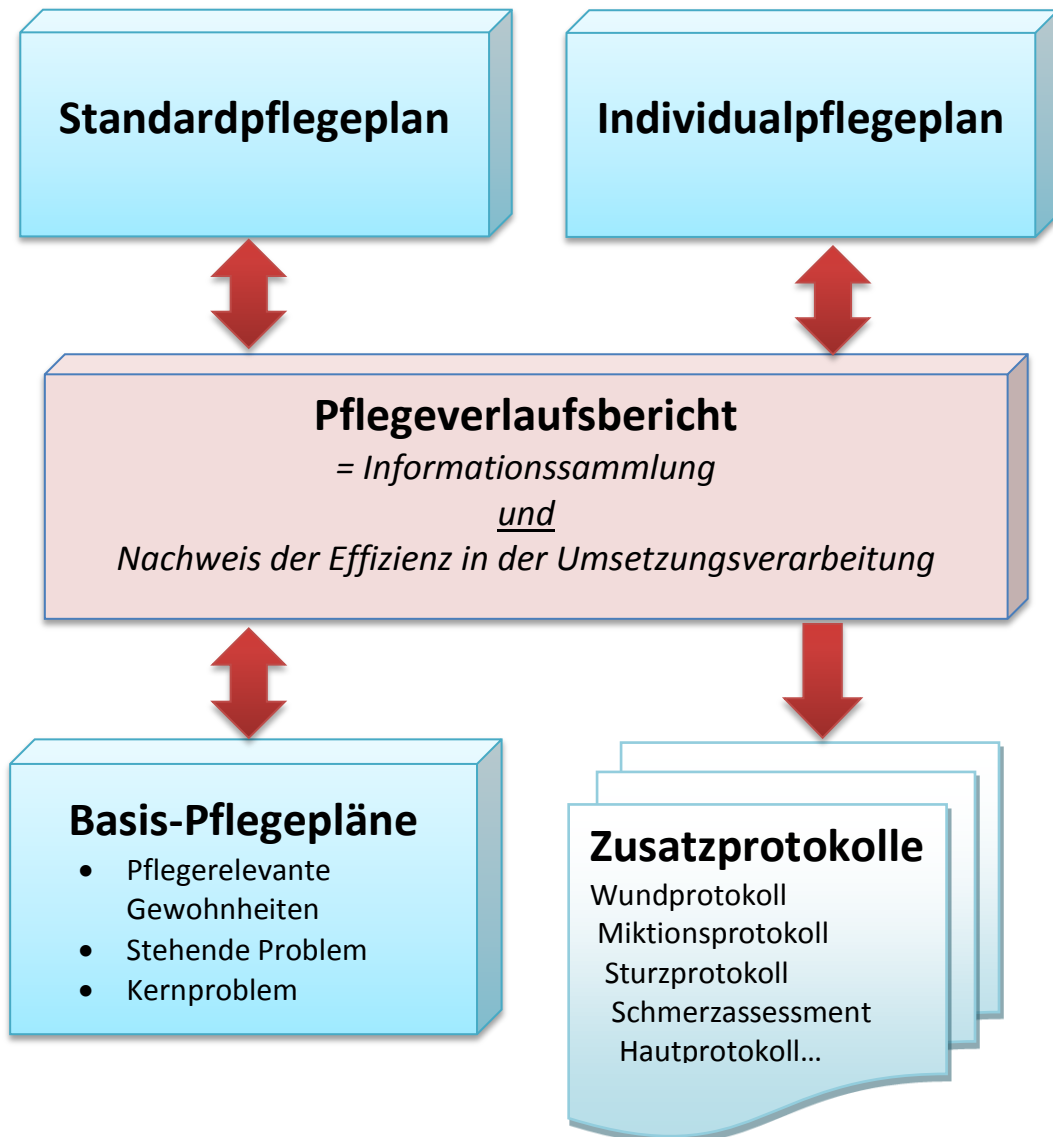 Standardpflegeplan
Individualpflegeplan
Pflegeverlaufsbericht
= Informationssammlung
und
Nachweis der Effizienz in der Umsetzungsverarbeitung
Basis-Pflegepläne
• Pflegerelevante
Gewohnheiten
• Stehende Problem
• Kernproblem
Zusatzprotokolle
Wundprotokoll
Miktionsprotokoll
Sturzprotokoll
Schmerzassessment
Hautprotokoll...